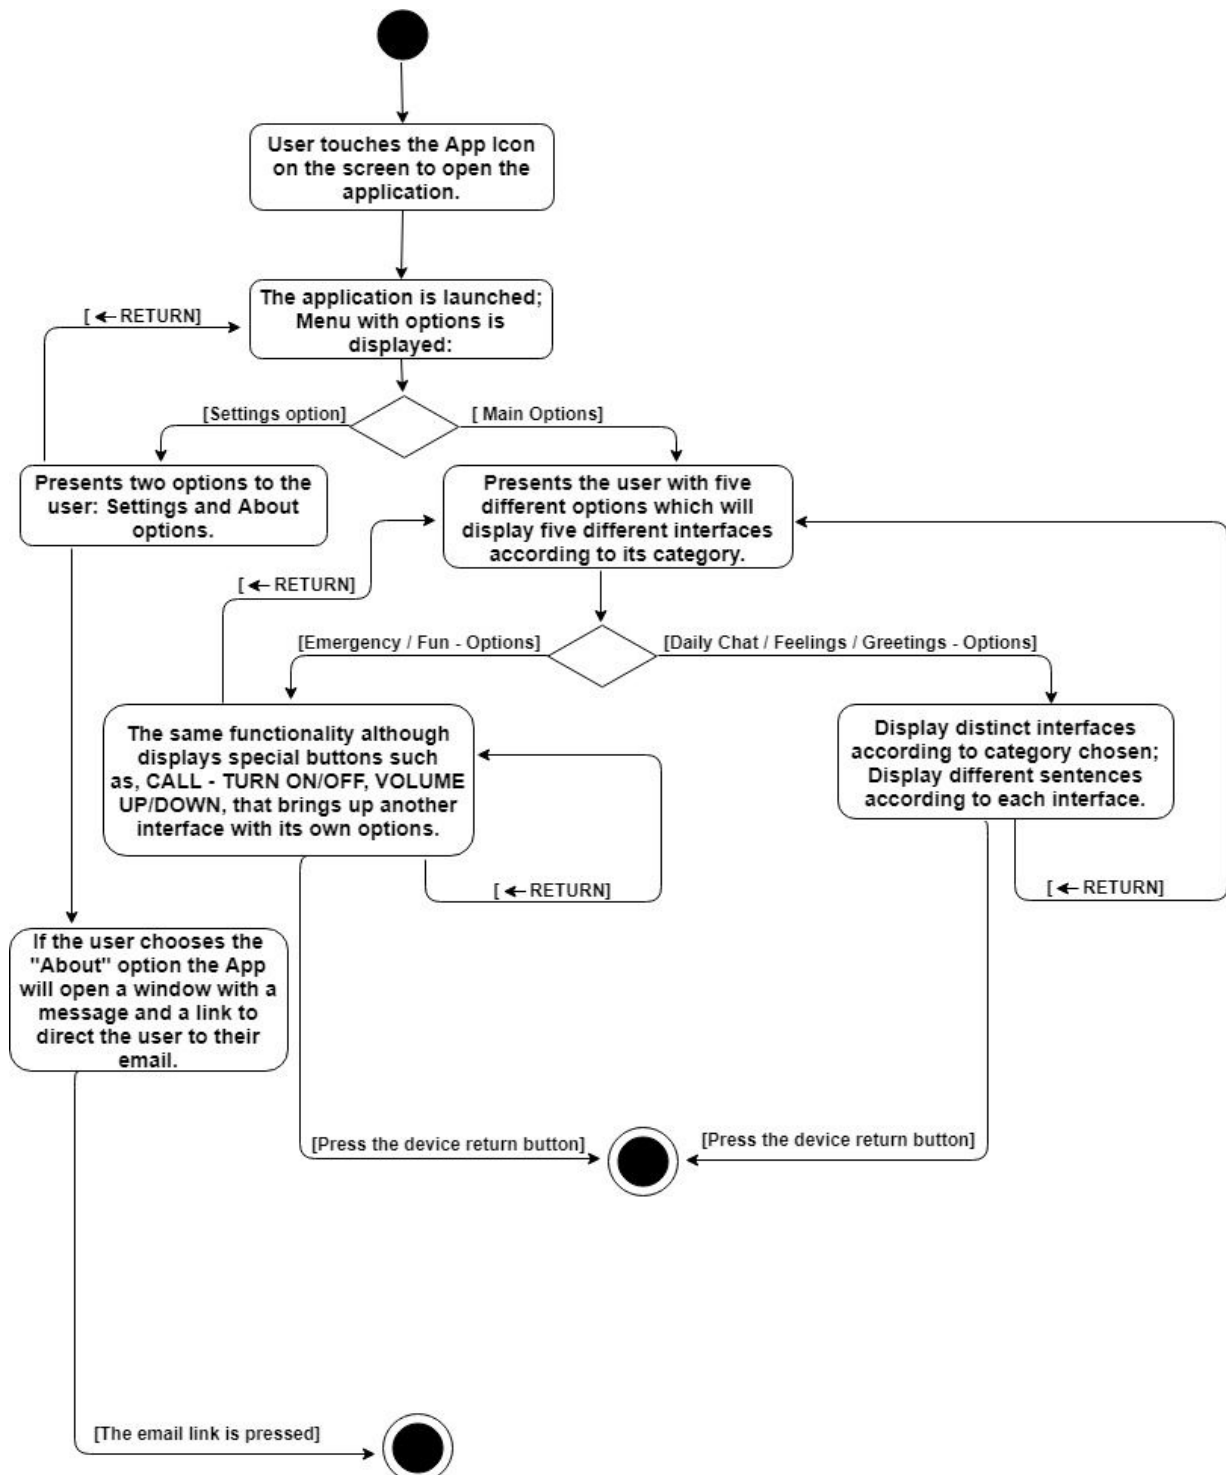 User touches the App Icon
on the screen to open the
application.
The application is launched;
Menu with options is
displayed:
[ ← RETURN]
[Settings option]
[ Main Options]
Presents two options to the
user: Settings and About
options.
Presents the user with five
different options which will
display five different interfaces
according to its category.
[ ← RETURN]
[Emergency / Fun - Options]
[Daily Chat / Feelings / Greetings - Options]
The same functionality although
displays special buttons such
as, CALL - TURN ON/OFF, VOLUME
UP/DOWN, that brings up another
interface with its own options.
Display distinct interfaces
according to category chosen;
Display different sentences
according to each interface.
[ ← RETURN]
[ ← RETURN]
If the user chooses the
"About" option the App
will open a window with a
message and a link to
direct the user to their
email.
[Press the device return button]
[Press the device return button]
[The email link is pressed]